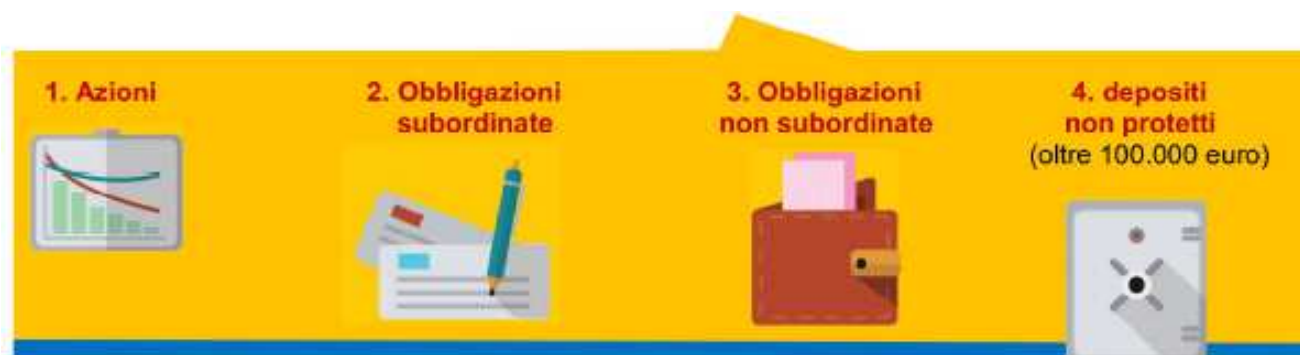 1. Azioni
2. Obbligazioni
subordinate
3. Obbligazioni
non subordinate
4. depositi
non protetti
(oltre 100.000 euro)